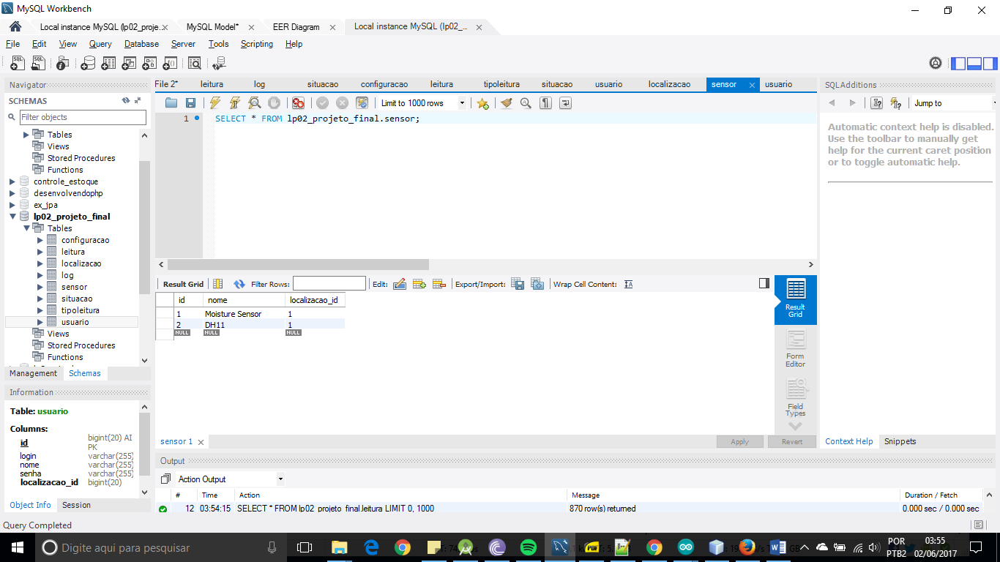 MySQL Workbench
Local instance MySQL (lp02_proje... MySQL Model* EER Diagram Local instance MySQL (lp02_...
File Edit View Query Database Server Tools Scripting Help
Navigator
SCHEMAS
Filter objects
Tables
Views
Stored Procedures
Functions
controle_estoque
desenvolvendophp
ex_jpa
lp02_projeto_final
Tables
configuracao
leitura
localizacao
log
sensor
situacao
tipoleitura
usuario
Views
Stored Procedures
Functions
Management Schemas
Information
Table: usuario
Columns:
id bigint(20) AI PK
login varchar(255)
nome varchar(255)
senha varchar(255)
localizacao_id bigint(20)
Object Info Session
File 2* leitura log situacao configuracao leitura tipoleitura situacao usuario localizacao sensor usuario
Limit to 1000 rows
1 SELECT * FROM lp02_projeto_final.sensor;
Result Grid Filter Rows: Edit: Export/Import: Wrap Cell Content:
id nome localizacao_id
1 Moisture Sensor 1
2 DH11 1
NULL NULL NULL
Result Grid
Form Editor
Field Types
sensor 1 Apply Revert
Output
Action Output
# Time Action Message Duration / Fetch
12 03:54:15 SELECT * FROM lp02_projeto_final.leitura LIMIT 0, 1000 870 row(s) returned 0.000 sec / 0.000 sec
SQLAdditions
Jump to
Automatic context help is disabled.
Use the toolbar to manually get
help for the current caret position
or to toggle automatic help.
Context Help Snippets
Query Completed
Digite aqui para pesquisar
POR
PTB2
03:55
02/06/2017